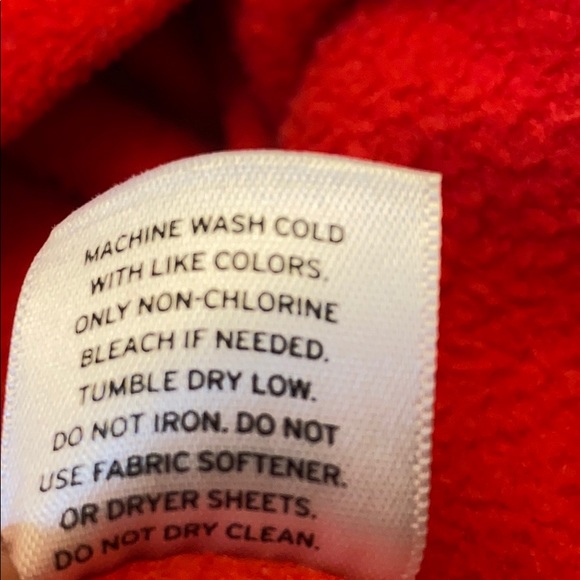 MACHINE WASH COLD
WITH LIKE COLORS.
ONLY NON-CHLORINE
BLEACH IF NEEDED.
TUMBLE DRY LOW.
DO NOT IRON. DO NOT
USE FABRIC SOFTENER.
OR DRYER SHEETS.
DO NOT DRY CLEAN.